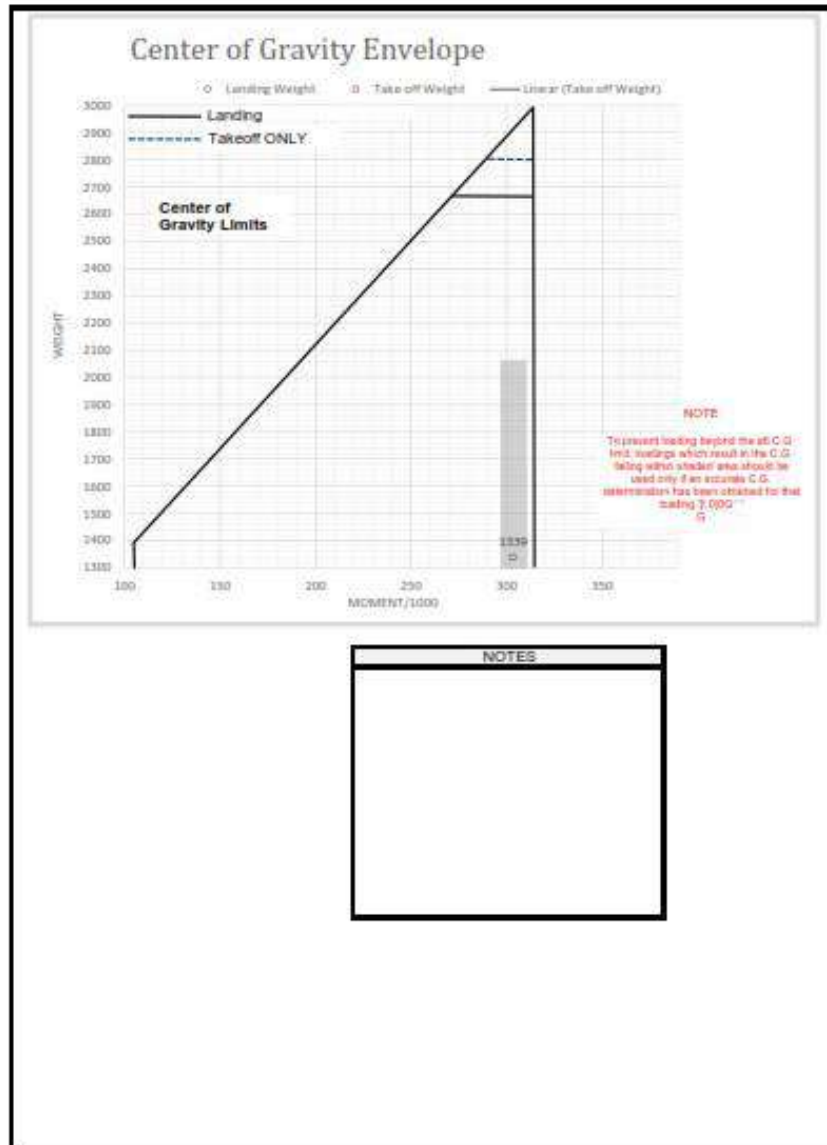 Center of Gravity Envelope
Landing Weight
Take off Weight
Linear (Take off Weight)
Landing
Takeoff ONLY
Center of
Gravity Limits
3000
2900
2800
2700
2600
2500
2400
2300
2200
2100
2000
1900
1800
1700
1600
1500
1400
1300
WEIGHT
1339
100
150
200
250
300
350
MOMENT/1000
NOTE
To prevent loading beyond the aft C.G
limit, loadings which result in the C.G
falling within shaded area should be
used only if an accurate C.G.
determination has been obtained for that
loading
G
NOTES